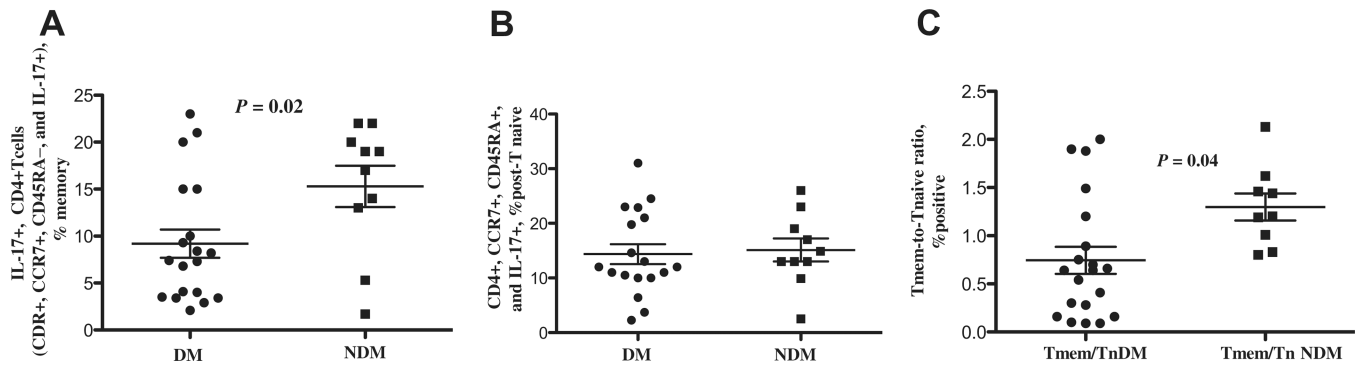 A
IL-17+, CD4+Tcells
(CDR+, CCR7+, CD45RA−, and IL-17+),
% memory
25
20
15
10
5
0
P = 0.02
DM
NDM
B
CD4+, CCR7+, CD45RA+,
and IL-17+, %post-T naive
40
30
20
10
0
DM
NDM
C
Tmem-to-Tnaive ratio,
%positive
2.5
2.0
1.5
1.0
0.5
0.0
P = 0.04
Tmem/TnDM
Tmem/Tn NDM